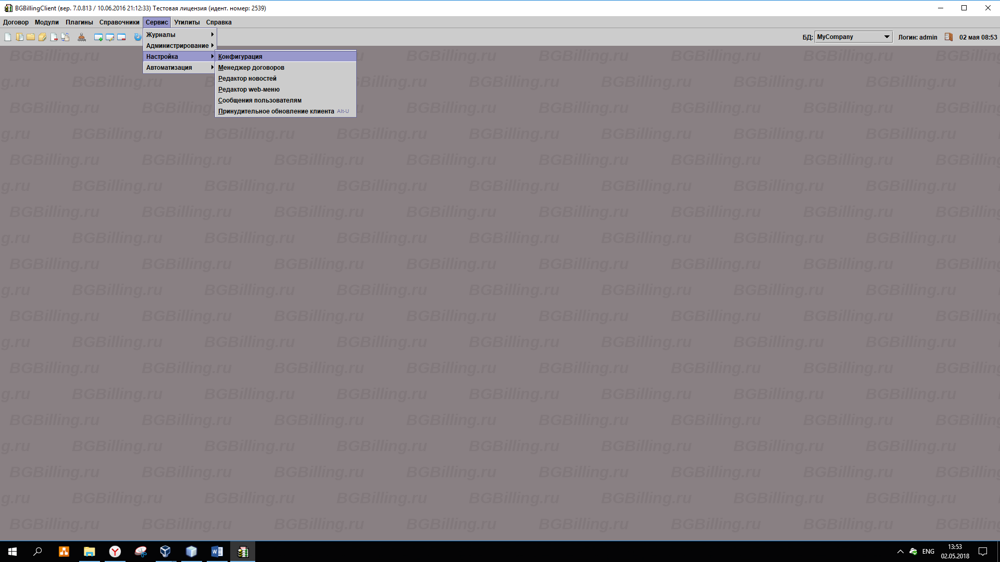 BGBillingClient (вер. 7.0.813 / 10.06.2016 21:12:33) Тестовая лицензия (идент. номер: 2539)
Договор Модули Плагины Справочники Сервис Утилиты Справка
БД: MyCompany Логин: admin 02 мая 08:53
Журналы
Администрирование
Настройка
Автоматизация
Конфигурация
Менеджер договоров
Редактор новостей
Редактор web-меню
Сообщения пользователям
Принудительное обновление клиента Alt-U
BGBilling.ru
ENG
13:53
02.05.2018